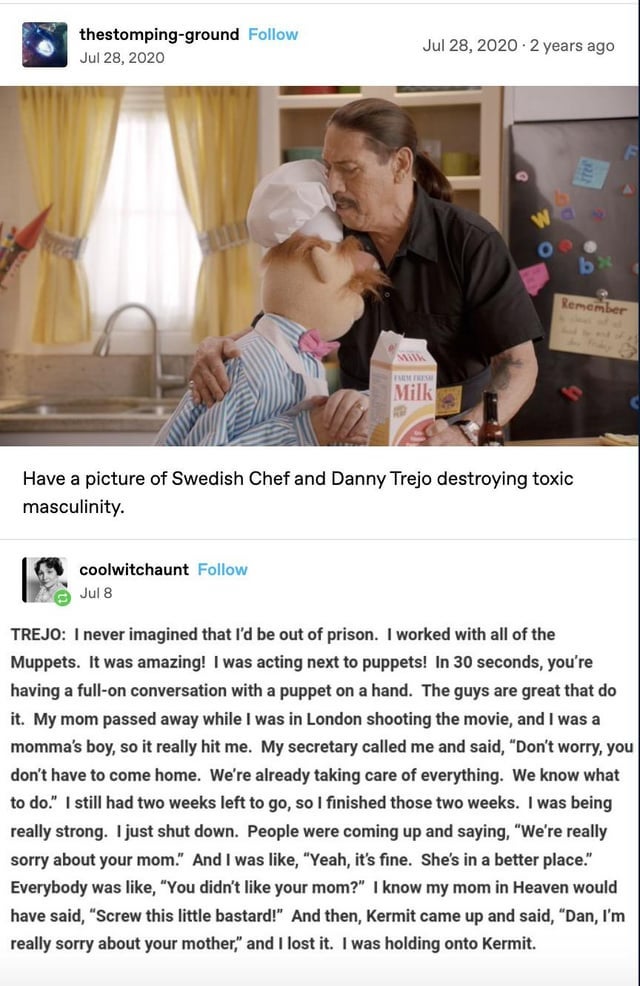 thestomping-ground Follow
Jul 28, 2020
Jul 28, 2020 · 2 years ago
W
o
b
Remember
Milk
FARM FRESH
Milk
Have a picture of Swedish Chef and Danny Trejo destroying toxic
masculinity.
coolwitchaunt Follow
Jul 8
TREJO: I never imagined that I'd be out of prison. I worked with all of the
Muppets. It was amazing! I was acting next to puppets! In 30 seconds, you're
having a full-on conversation with a puppet on a hand. The guys are great that do
it. My mom passed away while I was in London shooting the movie, and I was a
momma's boy, so it really hit me. My secretary called me and said, "Don't worry, you
don't have to come home. We're already taking care of everything. We know what
to do." I still had two weeks left to go, so I finished those two weeks. I was being
really strong. I just shut down. People were coming up and saying, "We're really
sorry about your mom." And I was like, "Yeah, it's fine. She's in a better place."
Everybody was like, "You didn't like your mom?" I know my mom in Heaven would
have said, "Screw this little bastard!" And then, Kermit came up and said, "Dan, I'm
really sorry about your mother," and I lost it. I was holding onto Kermit.